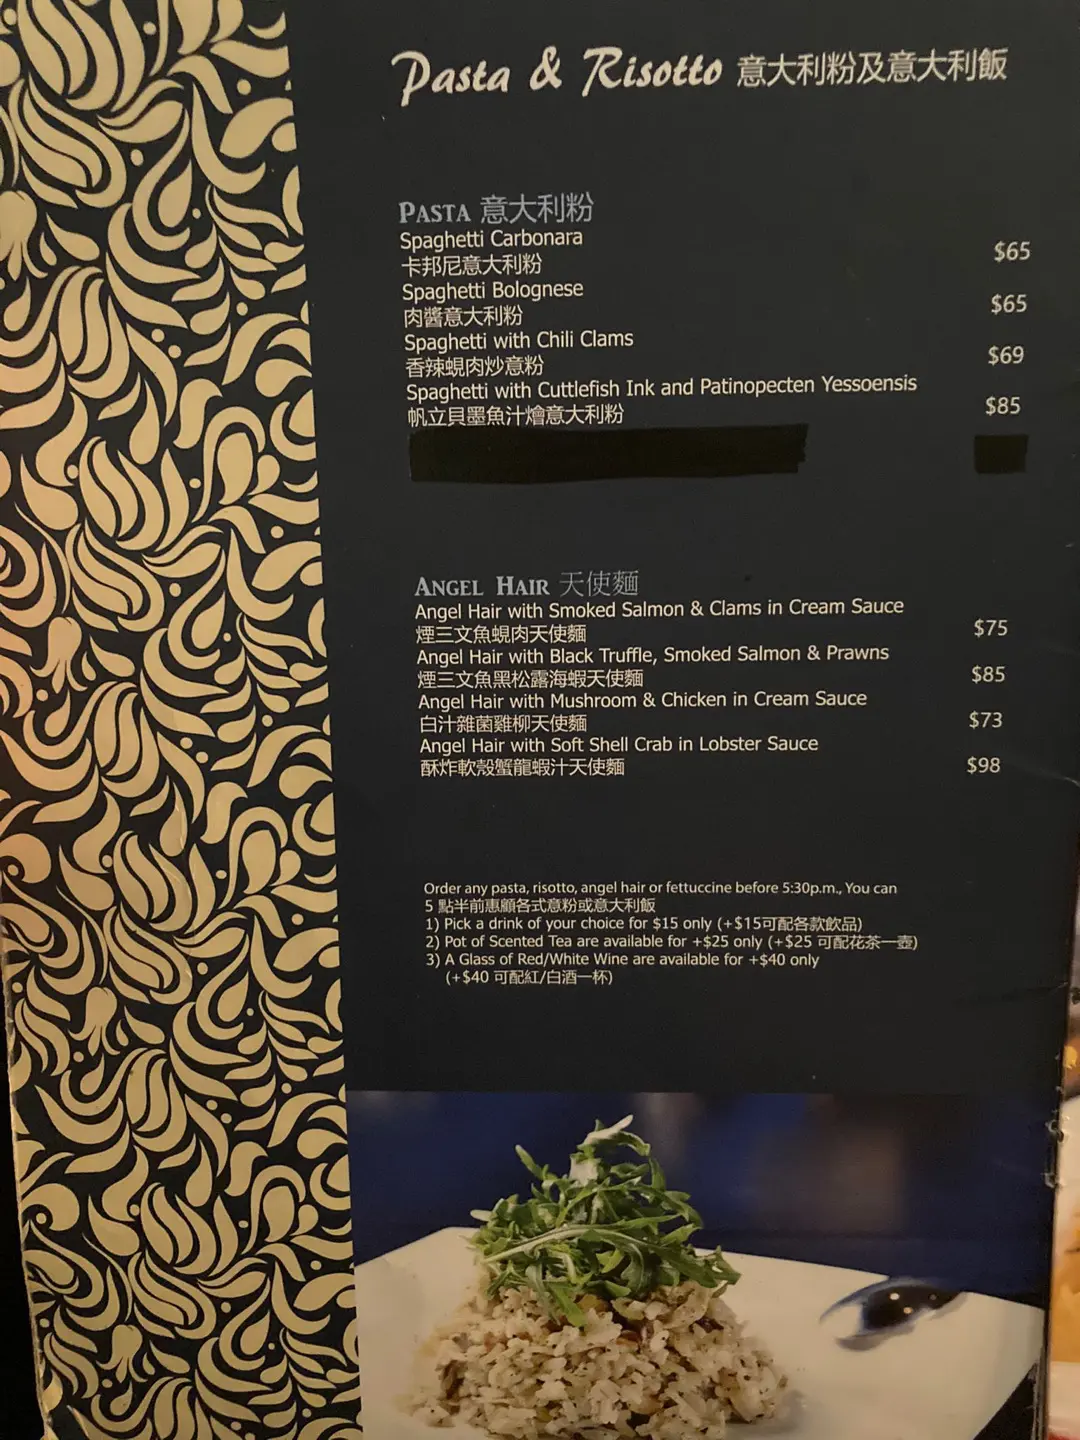 Pasta & Risotto 意大利粉及意大利飯
PASTA 意大利粉
Spaghetti Carbonara
卡邦尼意大利粉 $65
Spaghetti Bolognese
肉醬意大利粉 $65
Spaghetti with Chili Clams
香辣蜆肉炒意粉 $69
Spaghetti with Cuttlefish Ink and Patinopecten Yessoensis
帆立貝墨魚汁燴意大利粉 $85
ANGEL HAIR 天使麵
Angel Hair with Smoked Salmon & Clams in Cream Sauce
煙三文魚蜆肉天使麵 $75
Angel Hair with Black Truffle, Smoked Salmon & Prawns
煙三文魚黑松露海蝦天使麵 $85
Angel Hair with Mushroom & Chicken in Cream Sauce
白汁雜菌雞柳天使麵 $73
Angel Hair with Soft Shell Crab in Lobster Sauce
酥炸軟殼蟹龍蝦汁天使麵 $98
Order any pasta, risotto, angel hair or fettuccine before 5:30p.m., You can
5 點半前惠顧各式意粉或意大利飯
1) Pick a drink of your choice for $15 only (+$15可配各款飲品)
2) Pot of Scented Tea are available for +$25 only (+$25 可配花茶一壺)
3) A Glass of Red/White Wine are available for +$40 only
(+$40 可配紅/白酒一杯)